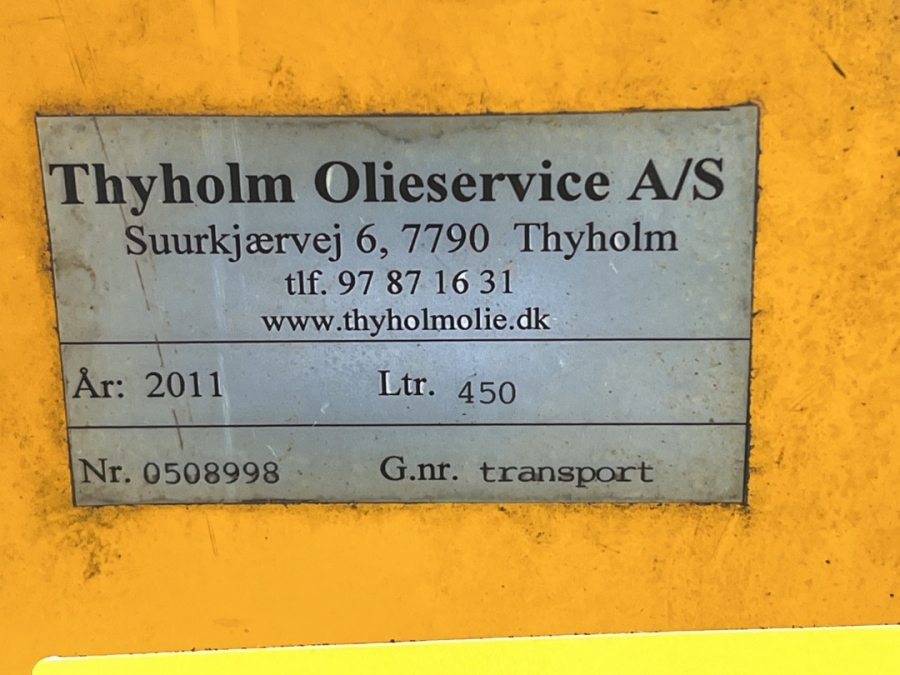 Thyholm Olieservice A/S
Suurkjærvej 6, 7790 Thyholm
tlf. 97 87 16 31
www.thyholmolie.dk
År: 2011 Ltr. 450
Nr. 0508998 G.nr. transport